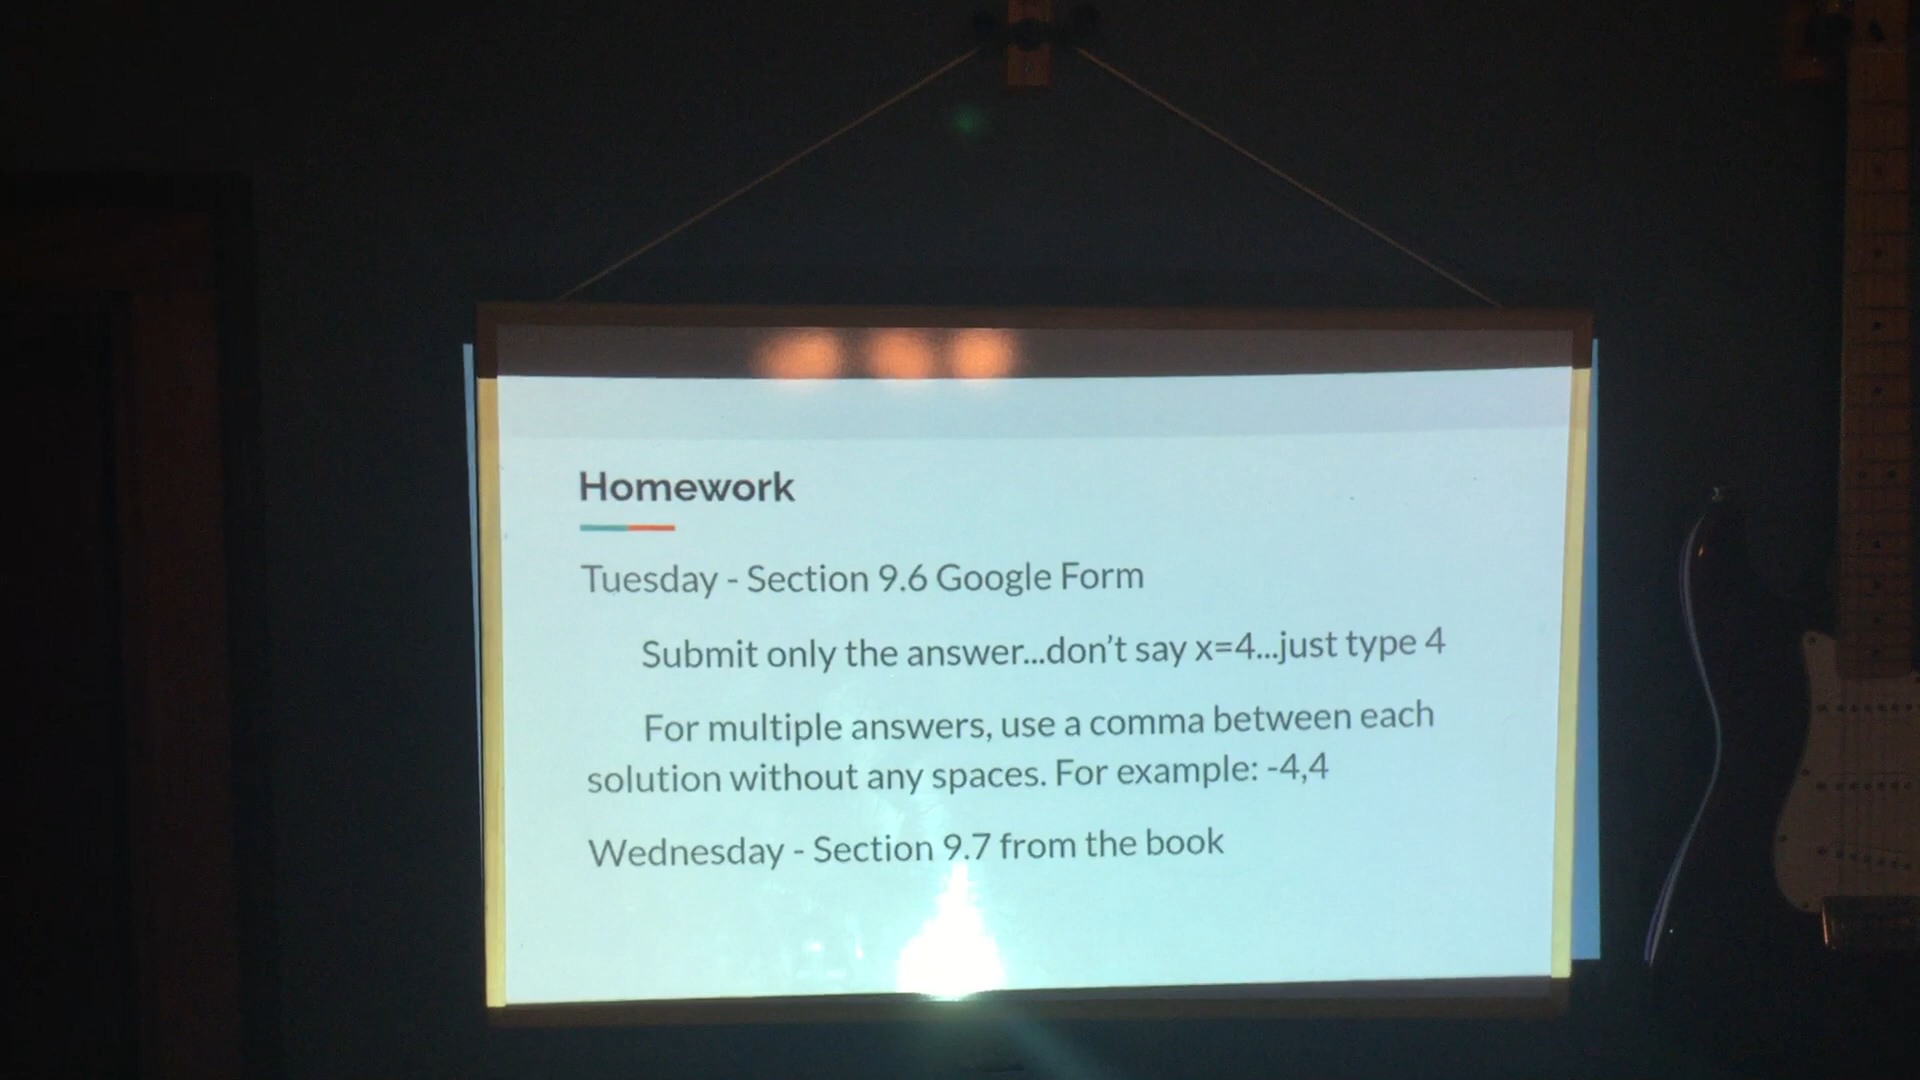 Homework
Tuesday - Section 9.6 Google Form
Submit only the answer...don't say x=4...just type 4
For multiple answers, use a comma between each
solution without any spaces. For example: -4,4
Wednesday - Section 9.7 from the book